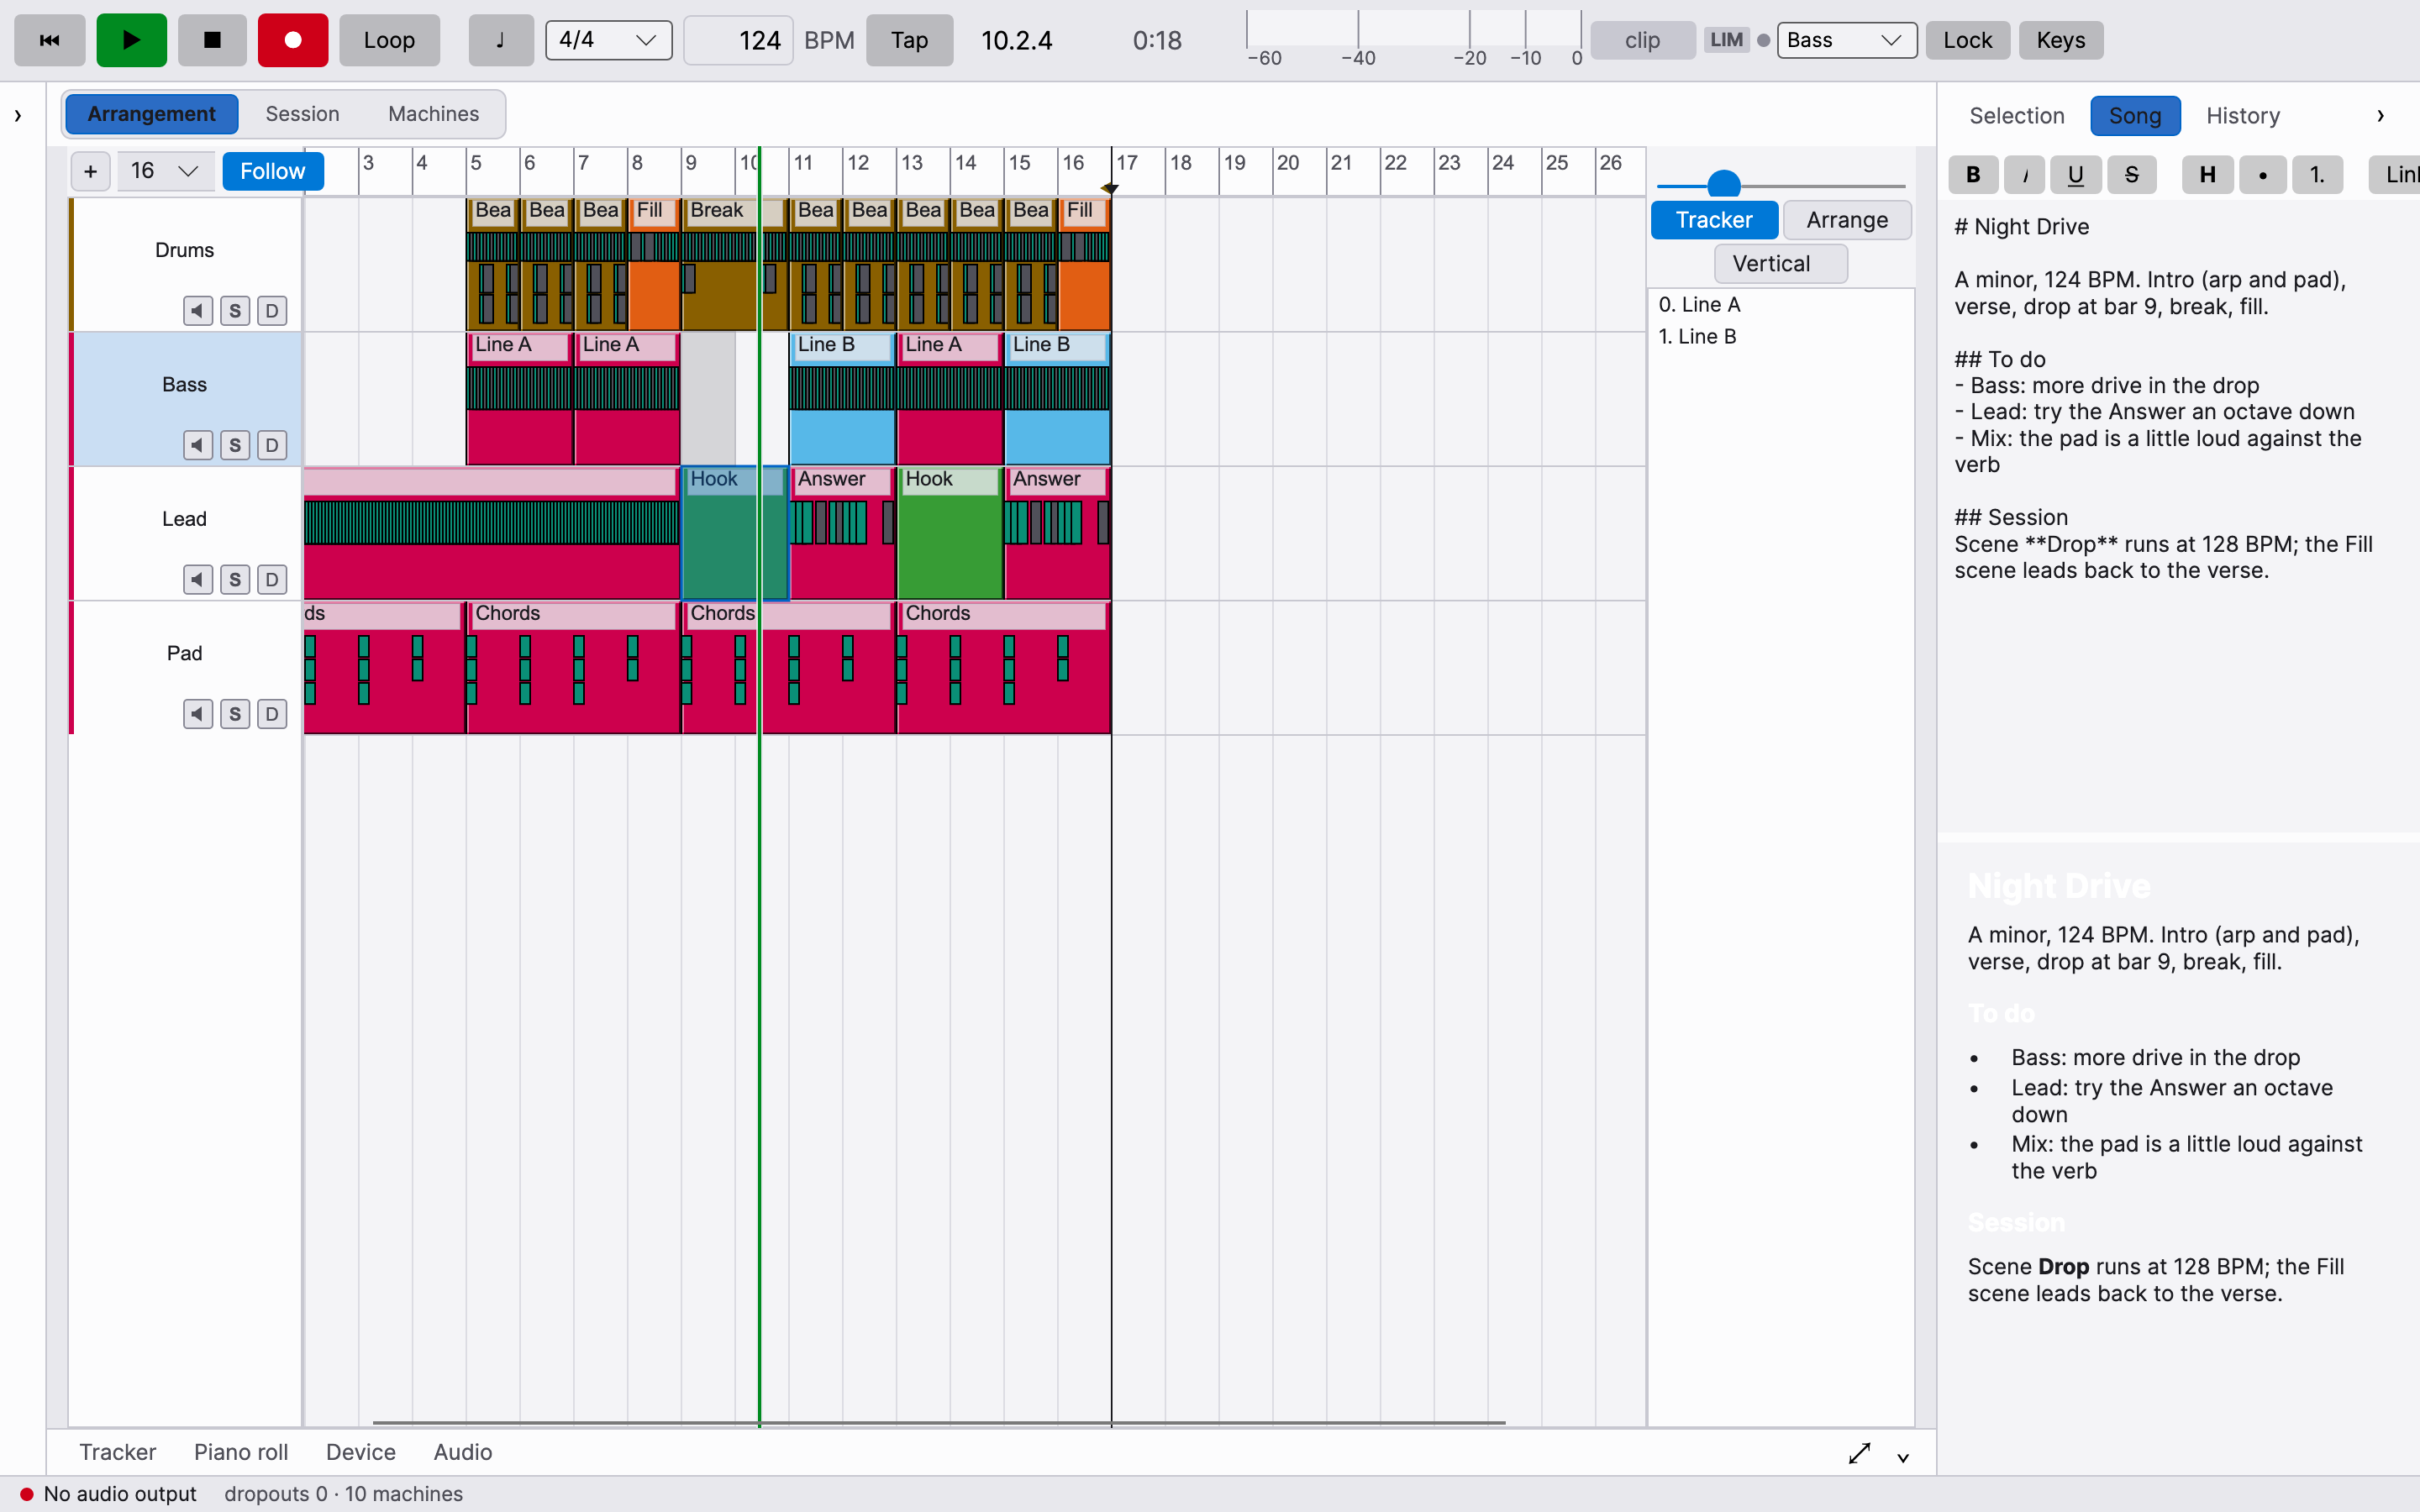 Loop
4/4
124 BPM
Tap
10.2.4
0:18
−60 −40 −20 −10 0
clip
LIM
Bass
Lock
Keys
Arrangement Session Machines
Selection Song History
+ 16 Follow
3 4 5 6 7 8 9 10 11 12 13 14 15 16 17 18 19 20 21 22 23 24 25 26
B I U S H • 1. Linl
Tracker Arrange
Vertical
0. Line A
1. Line B
Drums
S D
Bea Bea Bea Fill Break Bea Bea Bea Bea Bea Fill
Bass
S D
Line A Line A Line B Line A Line B
Lead
S D
Hook Answer Hook Answer
Pad
S D
ds Chords Chords Chords
# Night Drive
A minor, 124 BPM. Intro (arp and pad),
verse, drop at bar 9, break, fill.
## To do
- Bass: more drive in the drop
- Lead: try the Answer an octave down
- Mix: the pad is a little loud against the
verb
## Session
Scene **Drop** runs at 128 BPM; the Fill
scene leads back to the verse.
Night Drive
A minor, 124 BPM. Intro (arp and pad),
verse, drop at bar 9, break, fill.
To do
• Bass: more drive in the drop
• Lead: try the Answer an octave
down
• Mix: the pad is a little loud against
the verb
Session
Scene Drop runs at 128 BPM; the Fill
scene leads back to the verse.
Tracker Piano roll Device Audio
No audio output dropouts 0 · 10 machines